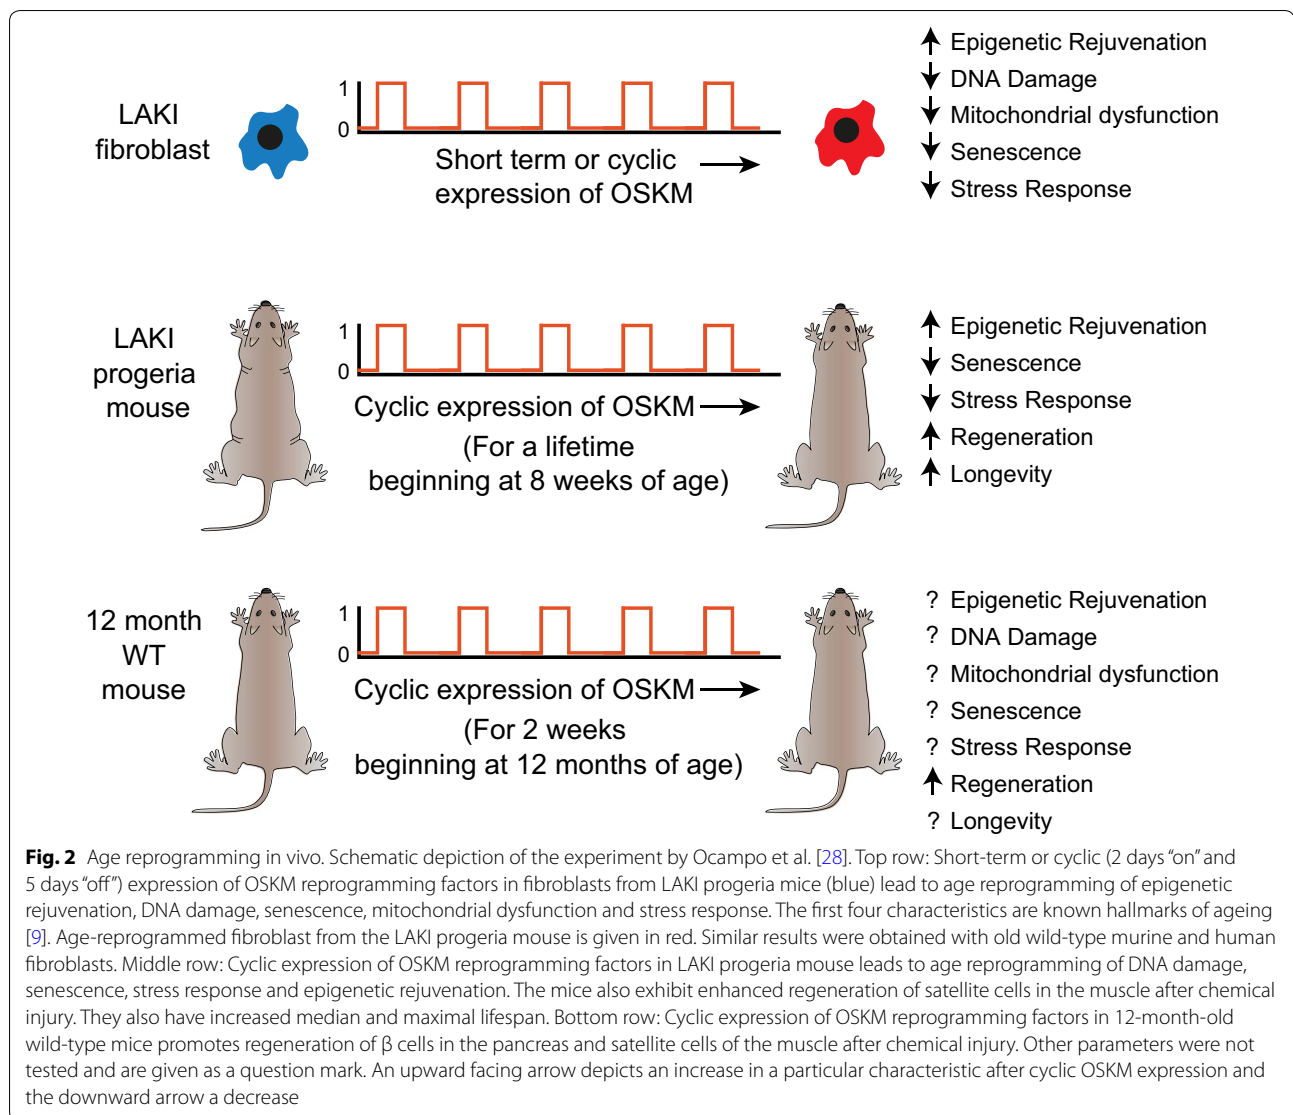 LAKI
fibroblast
1
0
Short term or cyclic
expression of OSKM
Epigenetic Rejuvenation
DNA Damage
Mitochondrial dysfunction
Senescence
Stress Response
LAKI
progeria
mouse
1
0
Cyclic expression of OSKM
(For a lifetime
beginning at 8 weeks of age)
Epigenetic Rejuvenation
Senescence
Stress Response
Regeneration
Longevity
12 month
WT
mouse
1
0
Cyclic expression of OSKM
(For 2 weeks
beginning at 12 months of age)
? Epigenetic Rejuvenation
? DNA Damage
? Mitochondrial dysfunction
? Senescence
? Stress Response
Regeneration
? Longevity
Fig. 2 Age reprogramming in vivo. Schematic depiction of the experiment by Ocampo et al. [28]. Top row: Short-term or cyclic (2 days “on” and
5 days “off”) expression of OSKM reprogramming factors in fibroblasts from LAKI progeria mice (blue) lead to age reprogramming of epigenetic
rejuvenation, DNA damage, senescence, mitochondrial dysfunction and stress response. The first four characteristics are known hallmarks of ageing
[9]. Age-reprogrammed fibroblast from the LAKI progeria mouse is given in red. Similar results were obtained with old wild-type murine and human
fibroblasts. Middle row: Cyclic expression of OSKM reprogramming factors in LAKI progeria mouse leads to age reprogramming of DNA damage,
senescence, stress response and epigenetic rejuvenation. The mice also exhibit enhanced regeneration of satellite cells in the muscle after chemical
injury. They also have increased median and maximal lifespan. Bottom row: Cyclic expression of OSKM reprogramming factors in 12-month-old
wild-type mice promotes regeneration of β cells in the pancreas and satellite cells of the muscle after chemical injury. Other parameters were not
tested and are given as a question mark. An upward facing arrow depicts an increase in a particular characteristic after cyclic OSKM expression and
the downward arrow a decrease